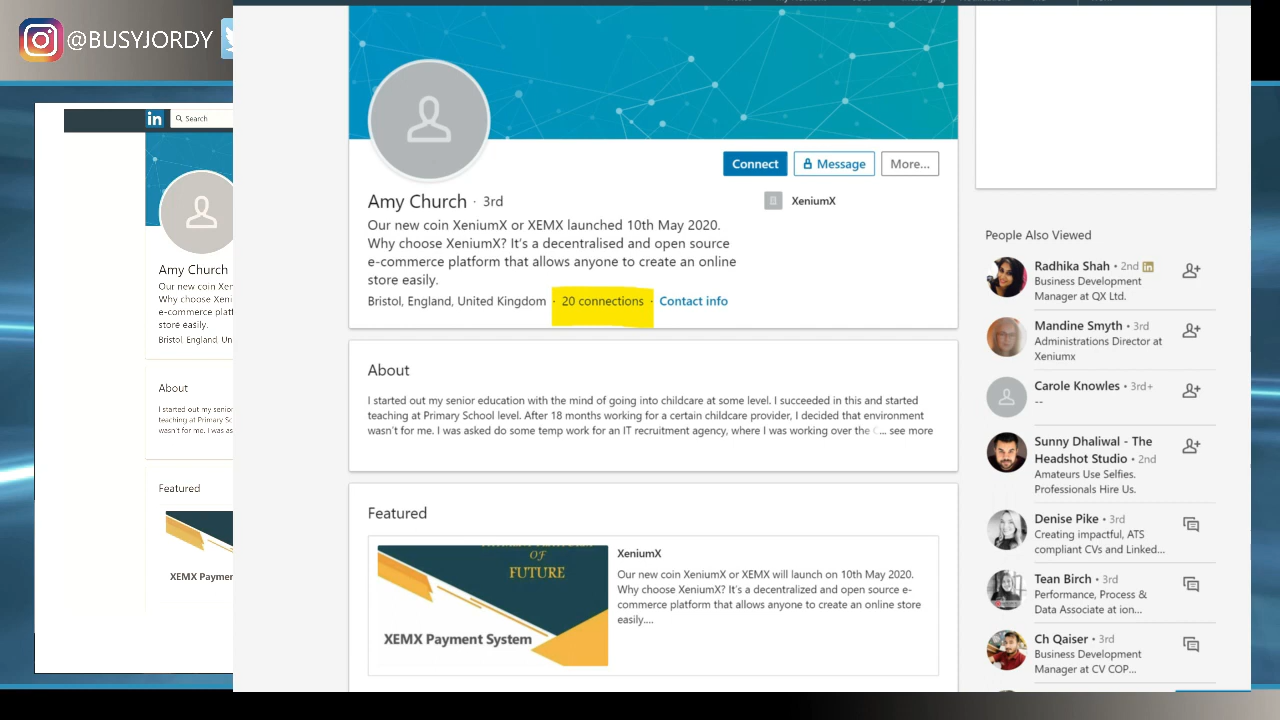 @BUSYJORDY
in
Search
Amy Church
Our new coin
Why choose
e-commerce
store easily.
Bristol, England, Un
About
I started out my
teaching at Primary
wasn't for me. I was
Featured
XEMX
Connect
Message
More...
Amy Church · 3rd
XeniumX
Our new coin XeniumX or XEMX launched 10th May 2020.
Why choose XeniumX? It's a decentralised and open source
e-commerce platform that allows anyone to create an online
store easily.
Bristol, England, United Kingdom · 20 connections · Contact info
About
I started out my senior education with the mind of going into childcare at some level. I succeeded in this and started
teaching at Primary School level. After 18 months working for a certain childcare provider, I decided that environment
wasn't for me. I was asked do some temp work for an IT recruitment agency, where I was working over the ... see more
Featured
OF
FUTURE
XEMX Payment System
XeniumX
Our new coin XeniumX or XEMX will launch on 10th May 2020.
Why choose XeniumX? It's a decentralized and open source e-
commerce platform that allows anyone to create an online store
easily....
People Also Viewed
Radhika Shah • 2nd in
Business Development
Manager at QX Ltd.
Mandine Smyth • 3rd
Administrations Director at
Xeniumx
Carole Knowles • 3rd+
--
Sunny Dhaliwal - The
Headshot Studio • 2nd
Amateurs Use Selfies.
Professionals Hire Us.
Denise Pike • 3rd
Creating impactful, ATS
compliant CVs and Linked...
Tean Birch • 3rd
Performance, Process &
Data Associate at ion...
Ch Qaiser • 3rd
Business Development
Manager at CV COP...